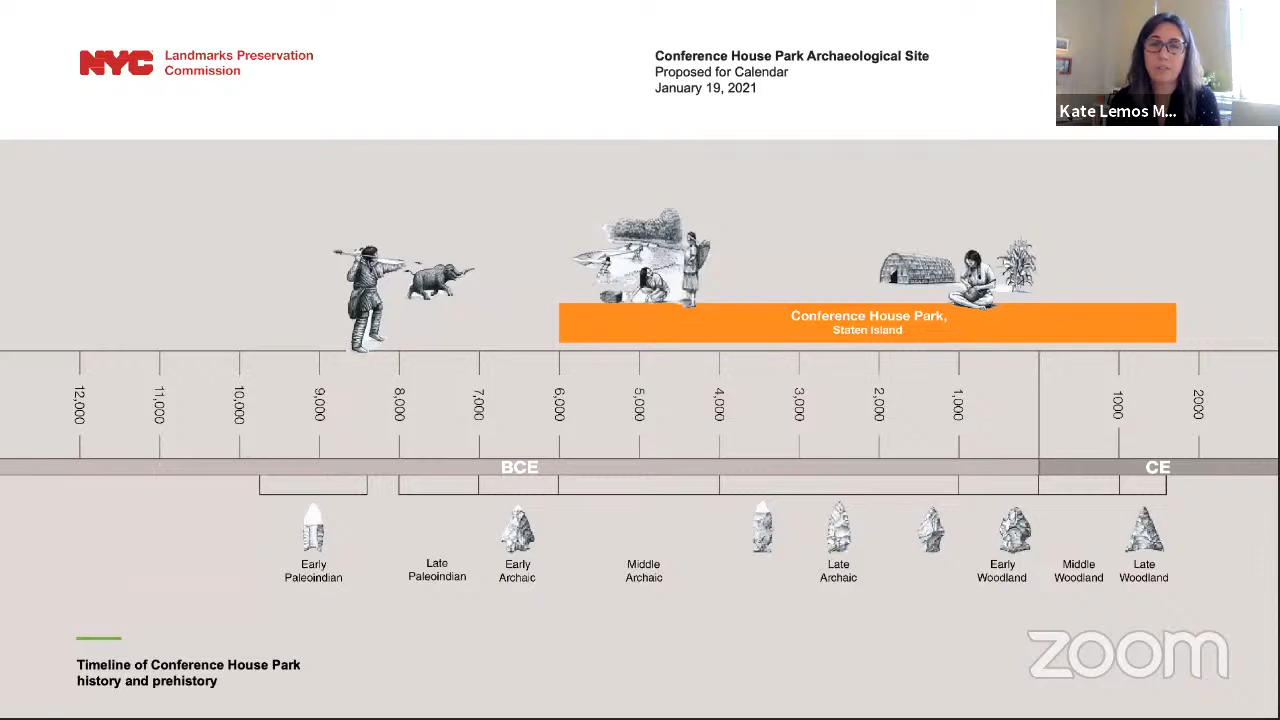 NYC
Landmarks Preservation
Commission
Conference House Park Archaeological Site
Proposed for Calendar
January 19, 2021
Kate Lemos M...
Conference House Park,
Staten Island
12,000
11,000
10,000
9,000
8,000
7,000
6,000
5,000
4,000
3,000
2,000
1,000
1000
2000
BCE
CE
Early
Paleoindian
Late
Paleoindian
Early
Archaic
Middle
Archaic
Late
Archaic
Early
Woodland
Middle
Woodland
Late
Woodland
Timeline of Conference House Park
history and prehistory
zoom